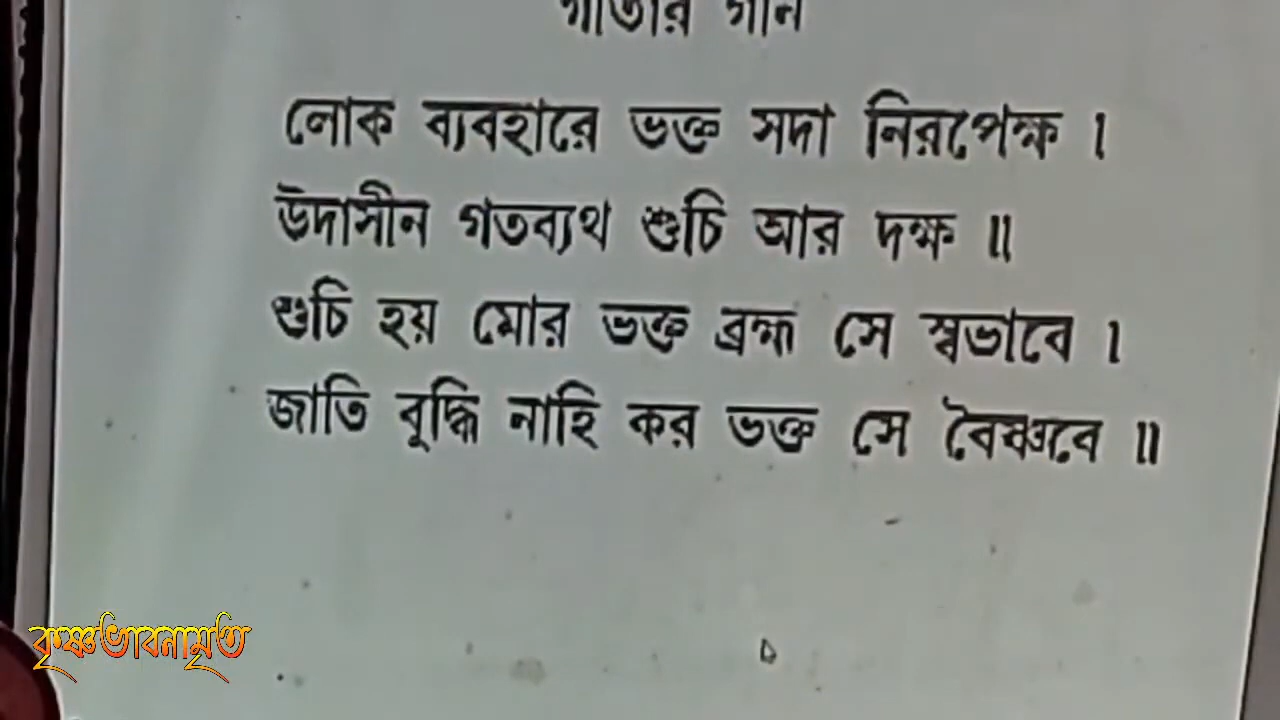 গীতার গান
লোক ব্যবহারে ভক্ত সদা নিরপেক্ষ ।
উদাসীন গতব্যথ শুচি আর দক্ষ ॥
শুচি হয় মোর ভক্ত ব্রহ্ম সে স্বভাবে ।
জাতি বুদ্ধি নাহি কর ভক্ত সে বৈষ্ণবে ॥
কৃষ্ণভাবনামৃত